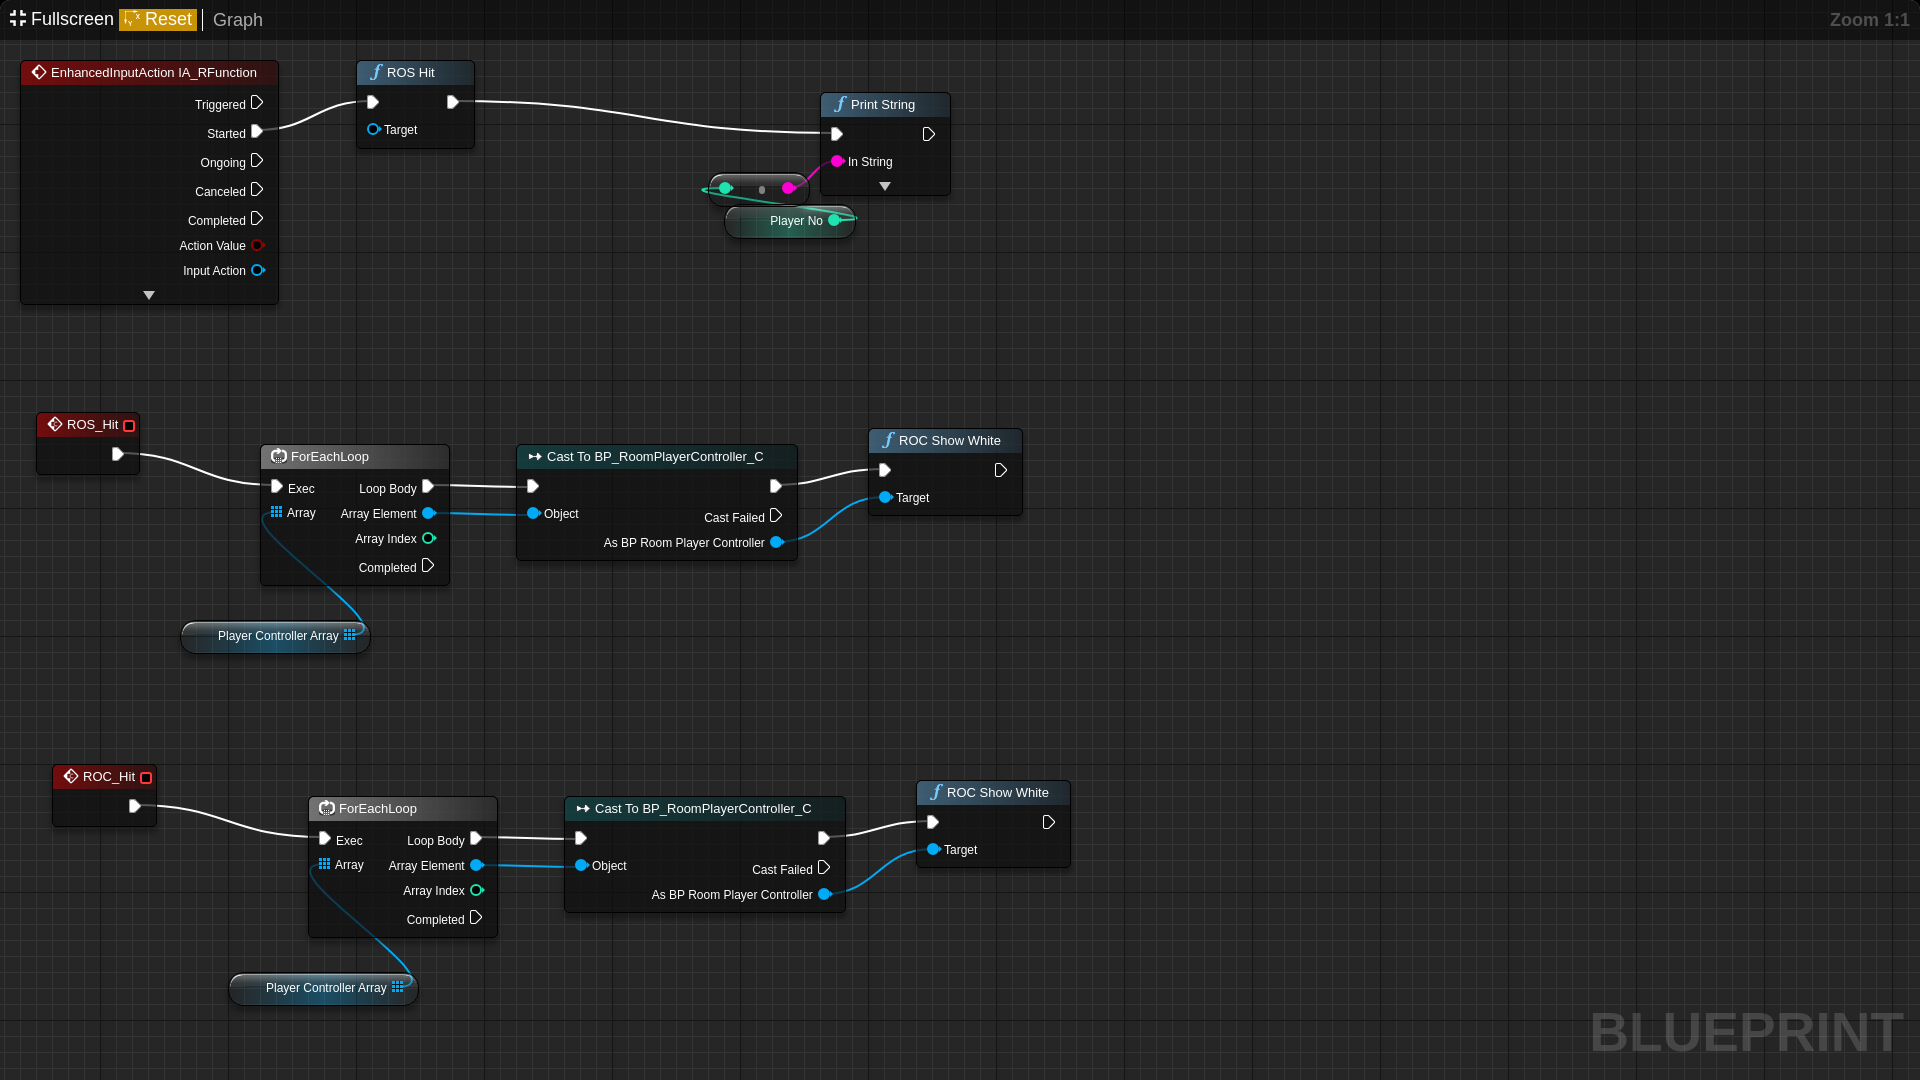 Fullscreen Reset Graph Zoom 1:1
EnhancedInputAction IA_RFunction
Triggered
Started
Ongoing
Canceled
Completed
Action Value
Input Action
ROS Hit
Target
Print String
In String
Player No
ROS_Hit
ForEachLoop
Exec Loop Body
Array Array Element
Array Index
Completed
Player Controller Array
Cast To BP_RoomPlayerController_C
Object
Cast Failed
As BP Room Player Controller
ROC Show White
Target
ROC_Hit
ForEachLoop
Exec Loop Body
Array Array Element
Array Index
Completed
Player Controller Array
Cast To BP_RoomPlayerController_C
Object
Cast Failed
As BP Room Player Controller
ROC Show White
Target
BLUEPRINT